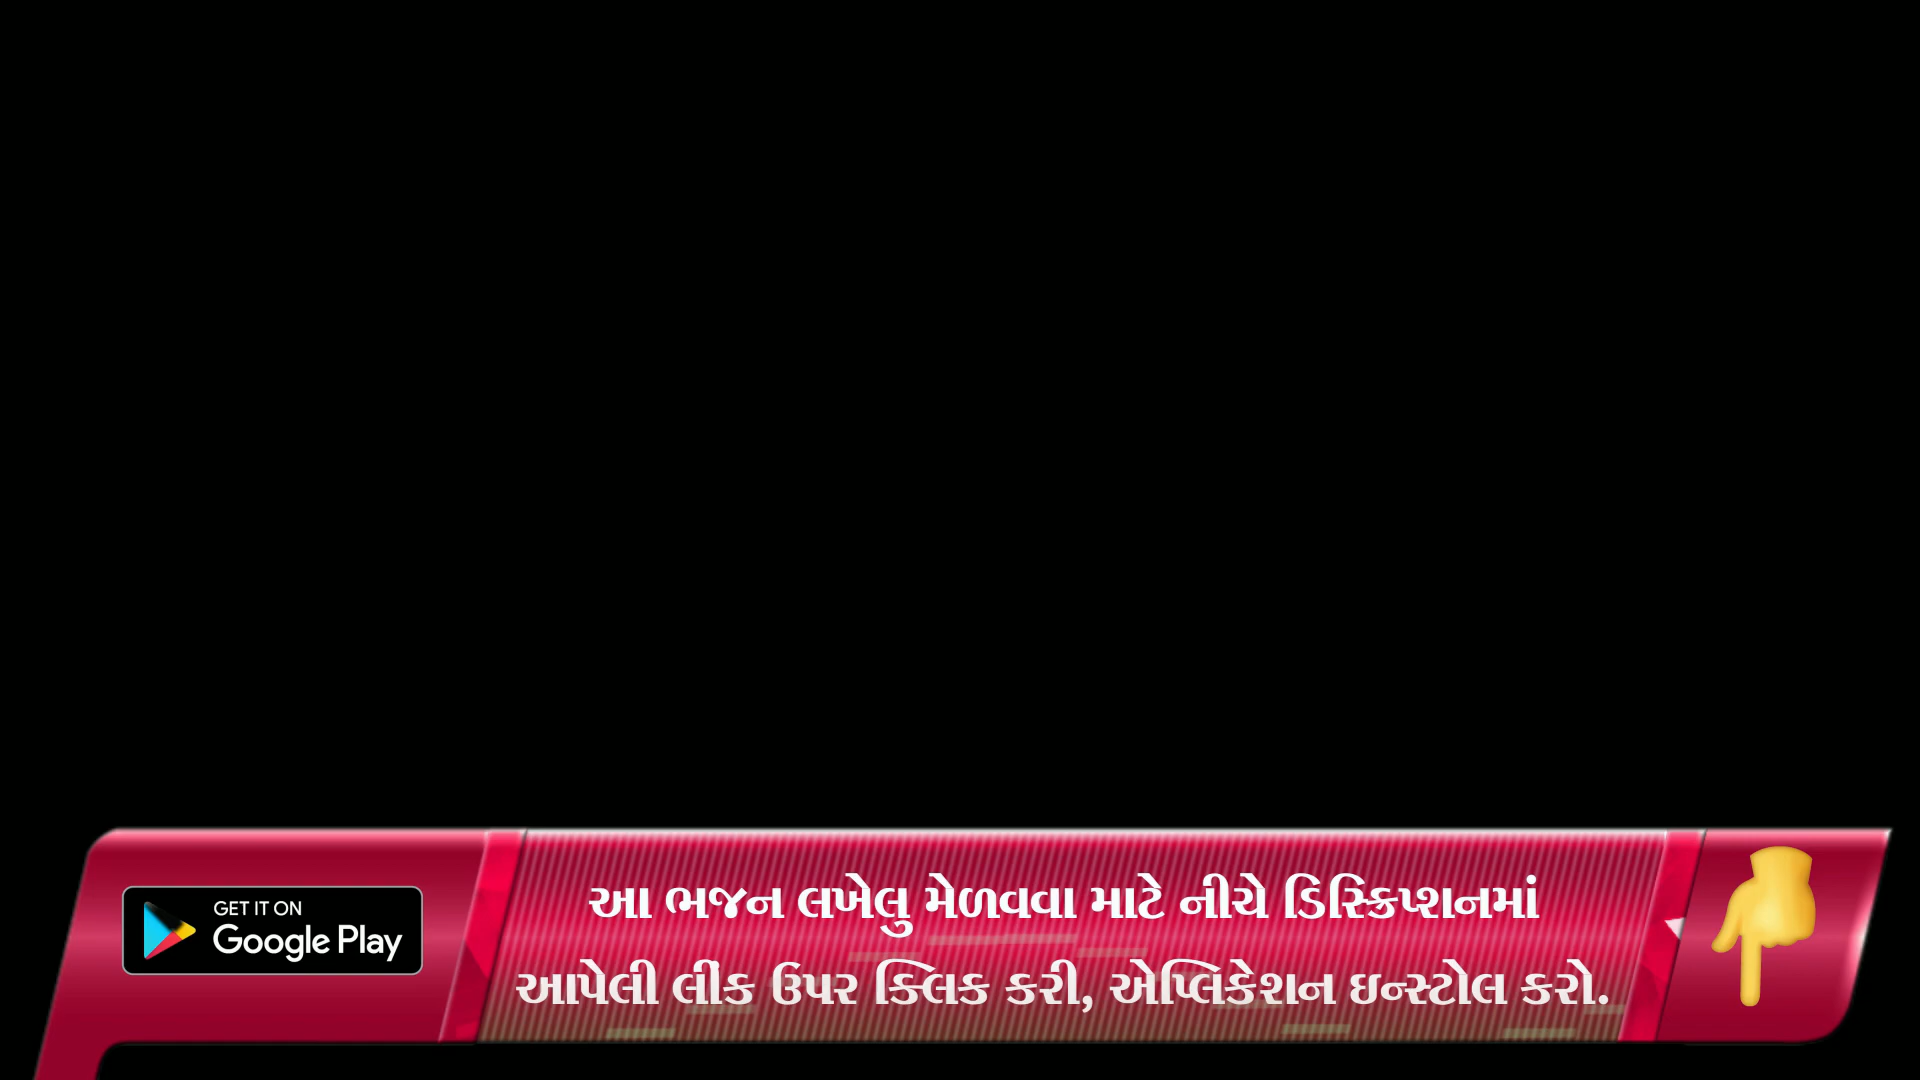 GET IT ON
Google Play
આ ભજન લખેલુ મેળવવા માટે નીચે ડિસ્ક્રિપ્શનમાં
આપેલી લીંક ઉપર ક્લિક કરી, એપ્લિકેશન ઇન્સ્ટોલ કરો.